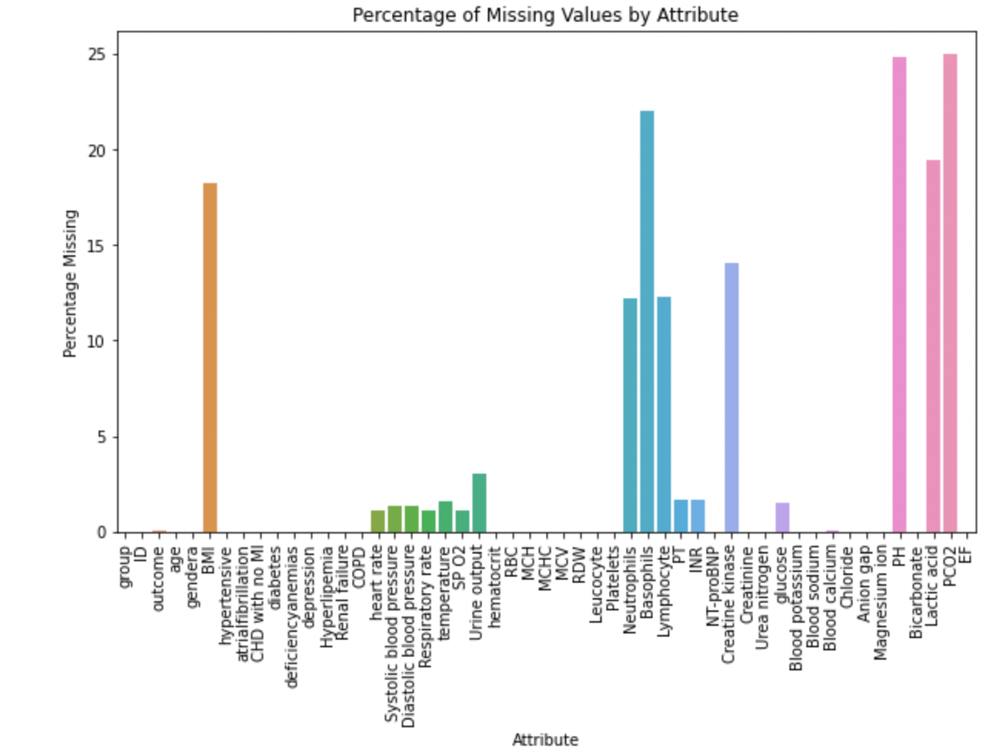 Percentage of Missing Values by Attribute
Percentage Missing
25
20
15
10
5
0
group
ID
outcome
age
gendera
BMI
hypertensive
atrialfibrillation
CHD with no MI
diabetes
deficiencyanemias
depression
Hyperlipemia
Renal failure
COPD
heart rate
Systolic blood pressure
Diastolic blood pressure
Respiratory rate
temperature
SP O2
Urine output
hematocrit
RBC
MCH
MCHC
MCV
RDW
Leucocyte
Platelets
Neutrophils
Basophils
Lymphocyte
PT
INR
NT-proBNP
Creatine kinase
Creatinine
Urea nitrogen
glucose
Blood potassium
Blood sodium
Blood calcium
Chloride
Anion gap
Magnesium ion
PH
Bicarbonate
Lactic acid
PCO2
EF
Attribute